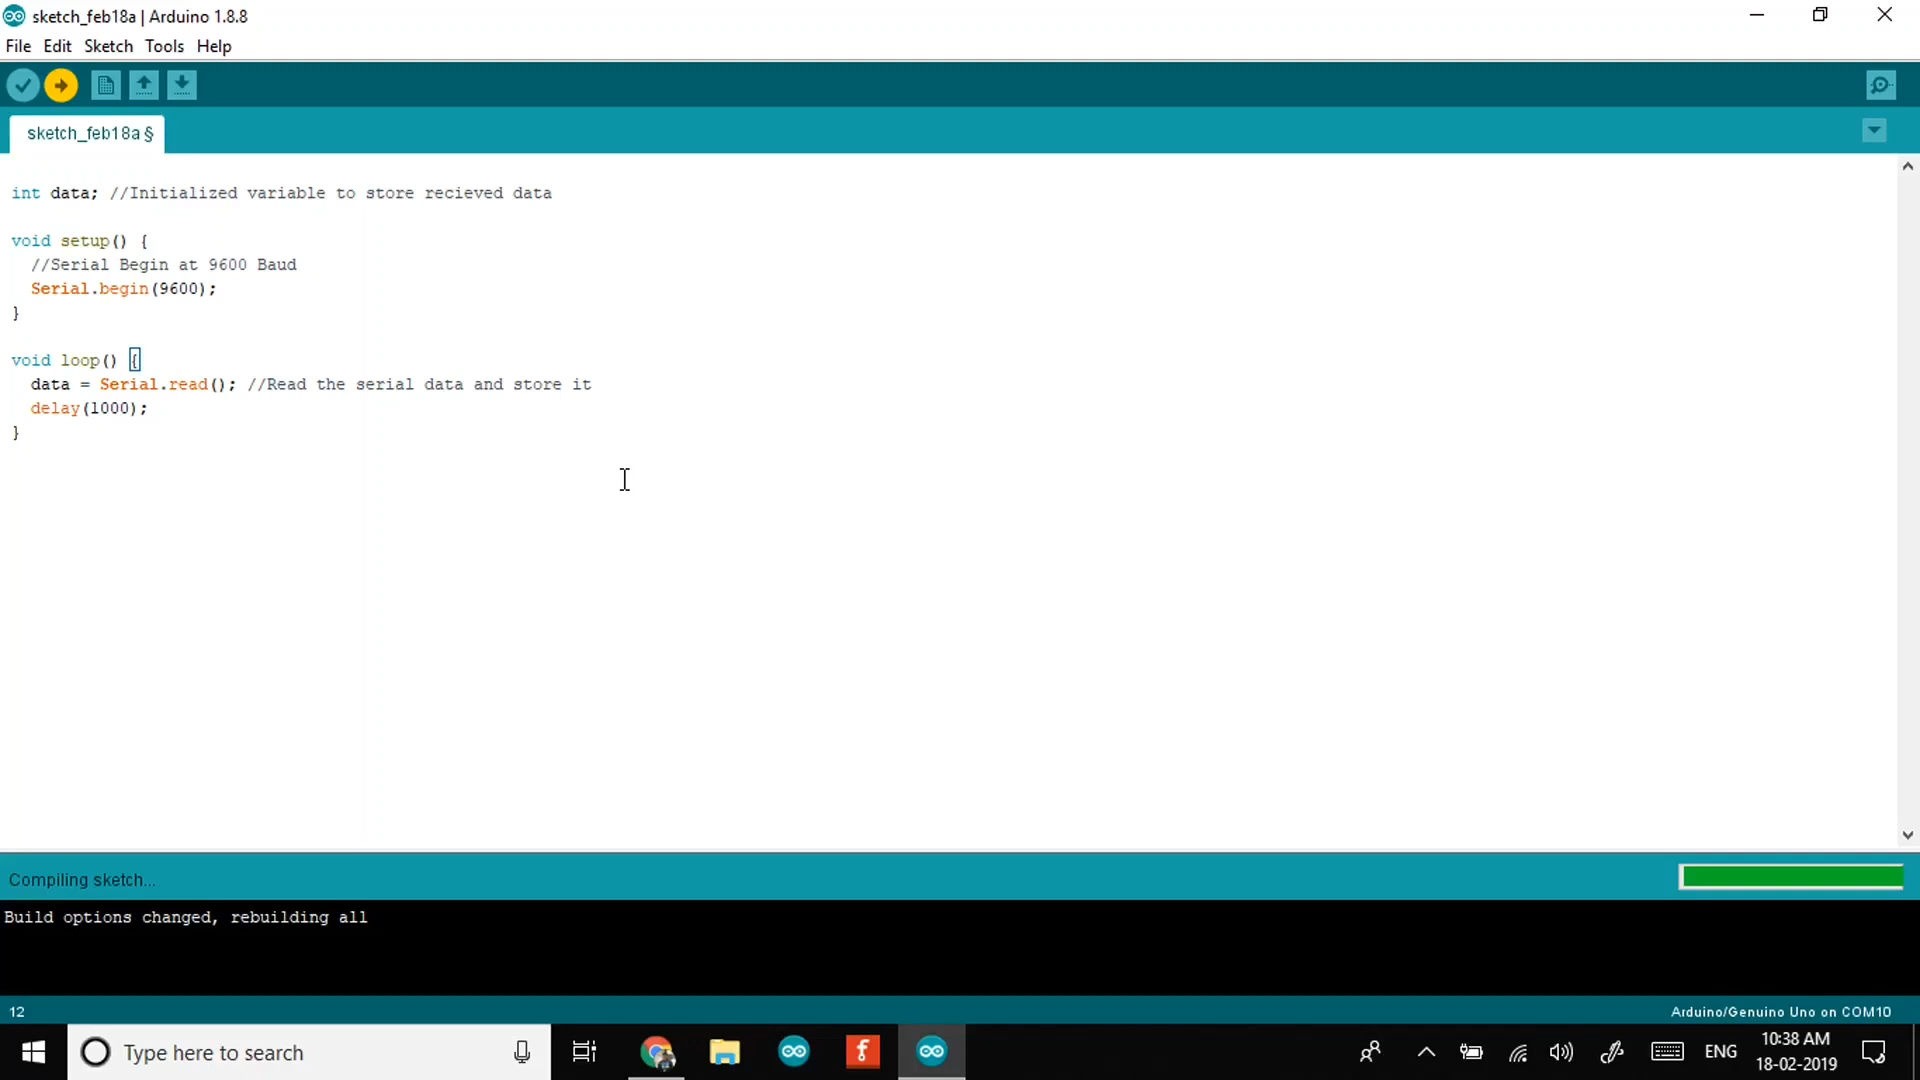 sketch_feb18a | Arduino 1.8.8
File Edit Sketch Tools Help
sketch_feb18a §
int data; //Initialized variable to store recieved data
void setup() {
//Serial Begin at 9600 Baud
Serial.begin(9600);
}
void loop() {
data = Serial.read(); //Read the serial data and store it
delay(1000);
}
Compiling sketch...
Build options changed, rebuilding all
12
Arduino/Genuino Uno on COM10
Type here to search
ENG
10:38 AM
18-02-2019